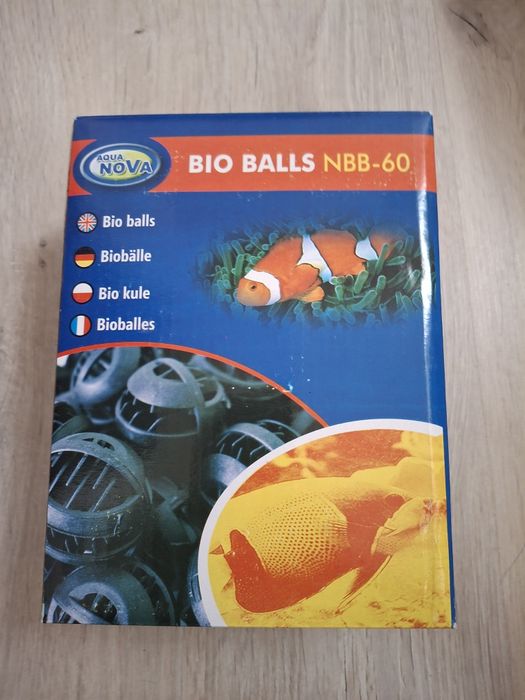 AQUA
NOVA
BIO BALLS NBB-60
Bio balls
Biobälle
Bio kule
Bioballes